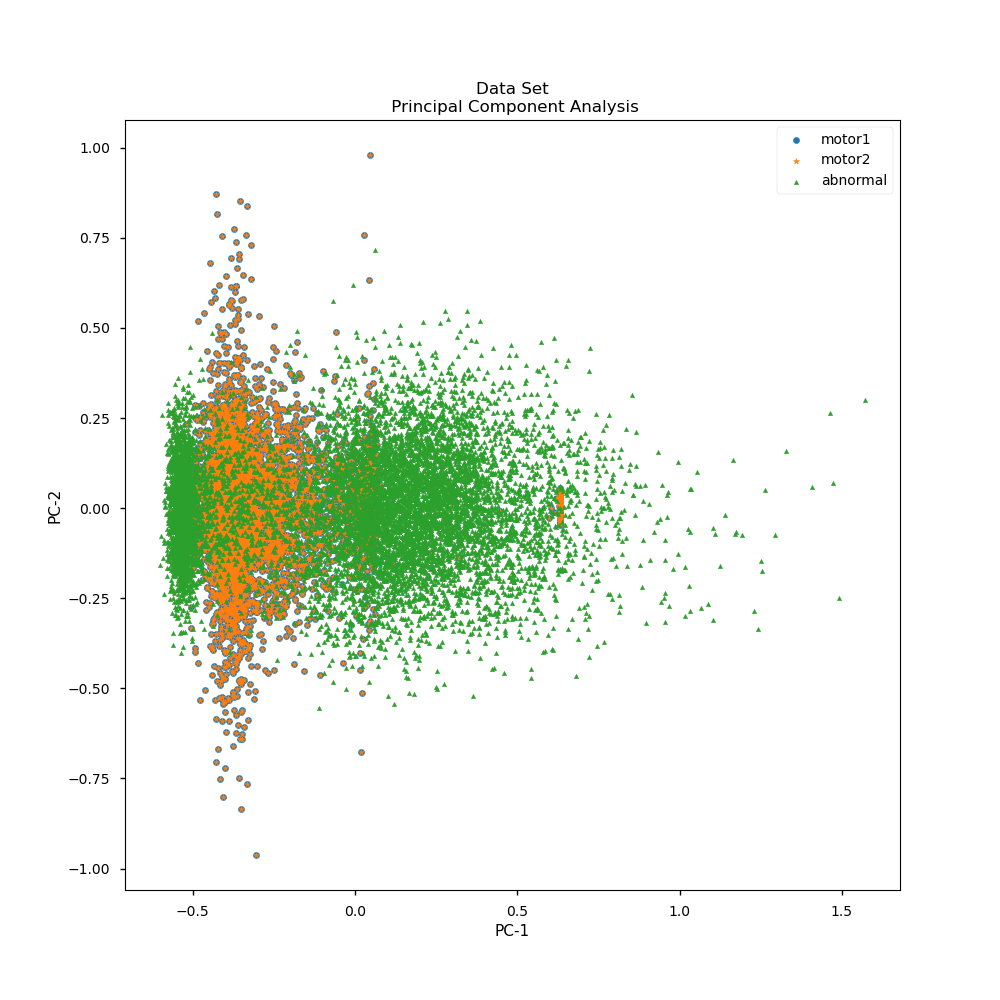 Data Set
Principal Component Analysis
motor1
motor2
abnormal
1.00
0.75
0.50
0.25
0.00
−0.25
−0.50
−0.75
−1.00
PC-2
−0.5
0.0
0.5
1.0
1.5
PC-1